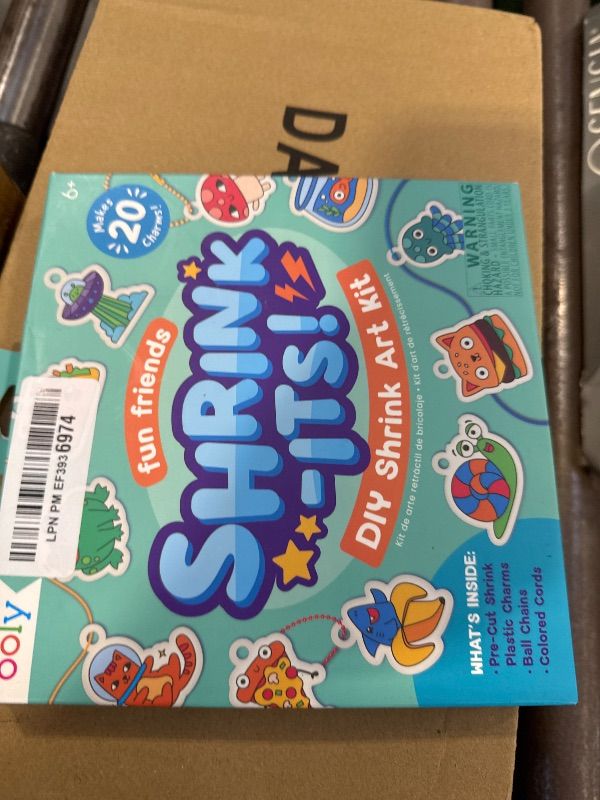 DA
6+
Makes
20
Charms!
fun friends
SHRINK
-ITS!
DIY Shrink Art Kit
Kit de arte retráctil de bricolaje • Kit d'art de rétrécissement
WARNING
CHOKING & STRANGULATION
HAZARD
LPN PM EF393 6974
ooly
WHAT'S INSIDE:
• Pre-Cut Shrink
Plastic Charms
• Ball Chains
• Colored Cords